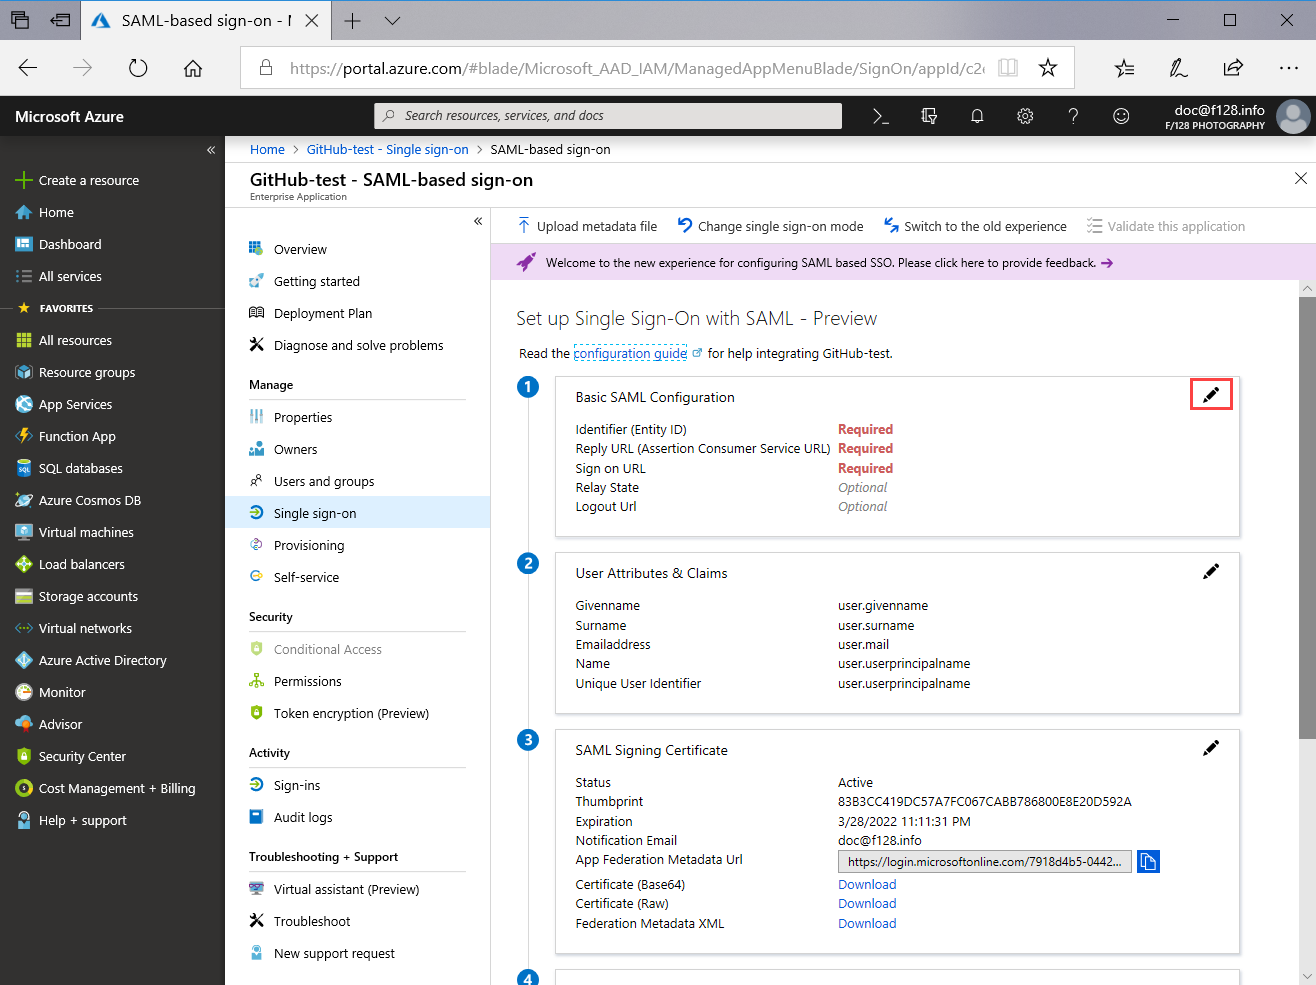 SAML-based sign-on - M
https://portal.azure.com/#blade/Microsoft_AAD_IAM/ManagedAppMenuBlade/SignOn/appId/c2
Microsoft Azure
Search resources, services, and docs
doc@f128.info
F/128 PHOTOGRAPHY
Create a resource
Home
Dashboard
All services
FAVORITES
All resources
Resource groups
App Services
Function App
SQL databases
Azure Cosmos DB
Virtual machines
Load balancers
Storage accounts
Virtual networks
Azure Active Directory
Monitor
Advisor
Security Center
Cost Management + Billing
Help + support
Home > GitHub-test - Single sign-on > SAML-based sign-on
GitHub-test - SAML-based sign-on
Enterprise Application
Overview
Getting started
Deployment Plan
Diagnose and solve problems
Manage
Properties
Owners
Users and groups
Single sign-on
Provisioning
Self-service
Security
Conditional Access
Permissions
Token encryption (Preview)
Activity
Sign-ins
Audit logs
Troubleshooting + Support
Virtual assistant (Preview)
Troubleshoot
New support request
Upload metadata file Change single sign-on mode Switch to the old experience Validate this application
Welcome to the new experience for configuring SAML based SSO. Please click here to provide feedback.
Set up Single Sign-On with SAML - Preview
Read the configuration guide for help integrating GitHub-test.
1
Basic SAML Configuration
Identifier (Entity ID) Required
Reply URL (Assertion Consumer Service URL) Required
Sign on URL Required
Relay State Optional
Logout Url Optional
2
User Attributes & Claims
Givenname user.givenname
Surname user.surname
Emailaddress user.mail
Name user.userprincipalname
Unique User Identifier user.userprincipalname
3
SAML Signing Certificate
Status Active
Thumbprint 83B3CC419DC57A7FC067CABB786800E8E20D592A
Expiration 3/28/2022 11:11:31 PM
Notification Email doc@f128.info
App Federation Metadata Url https://login.microsoftonline.com/7918d4b5-0442...
Certificate (Base64) Download
Certificate (Raw) Download
Federation Metadata XML Download
4